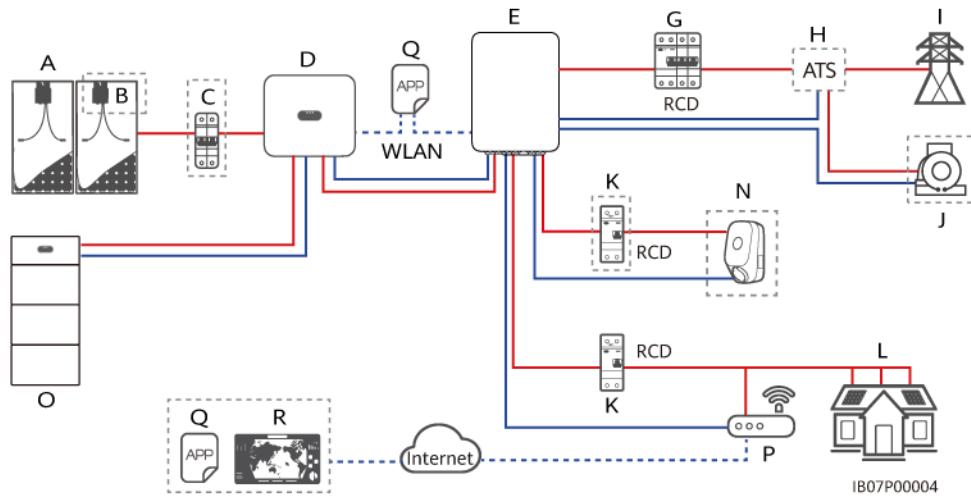 E
G
H
I
D
Q
A
B
C
APP
ATS
RCD
WLAN
K
N
J
RCD
RCD
L
K
O
Q
R
P
APP
Internet
IB07P00004